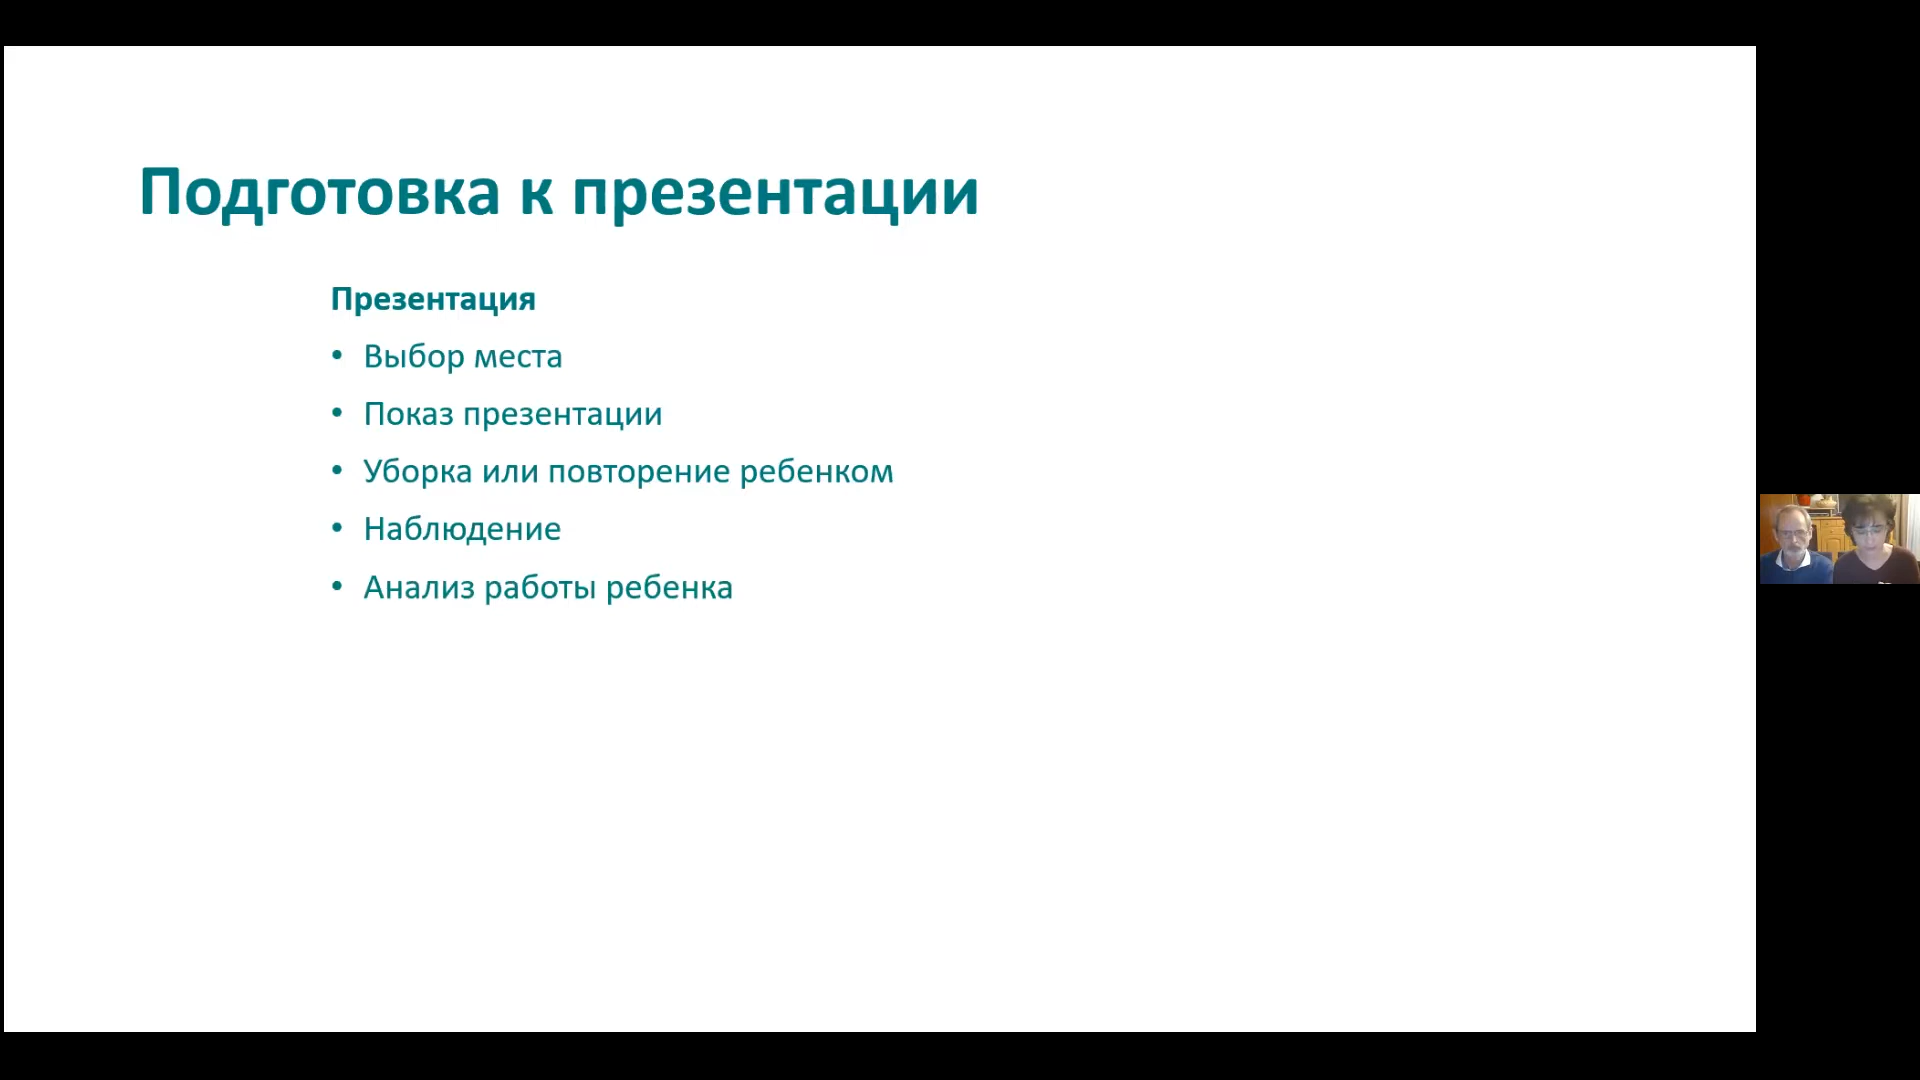 Подготовка к презентации
Презентация
• Выбор места
• Показ презентации
• Уборка или повторение ребенком
• Наблюдение
• Анализ работы ребенка